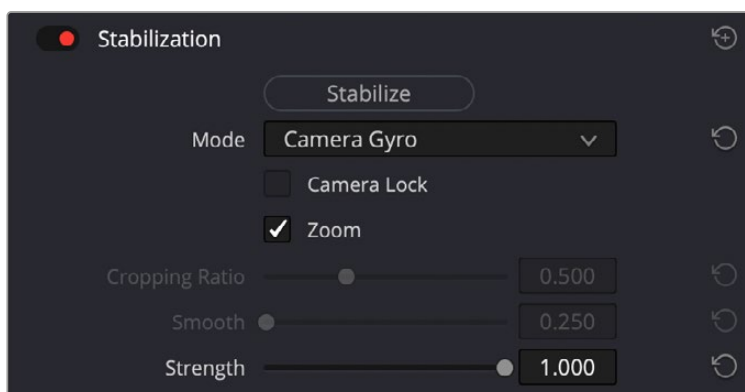 Stabilization
Stabilize
Mode Camera Gyro
Camera Lock
Zoom
Cropping Ratio 0.500
Smooth 0.250
Strength 1.000